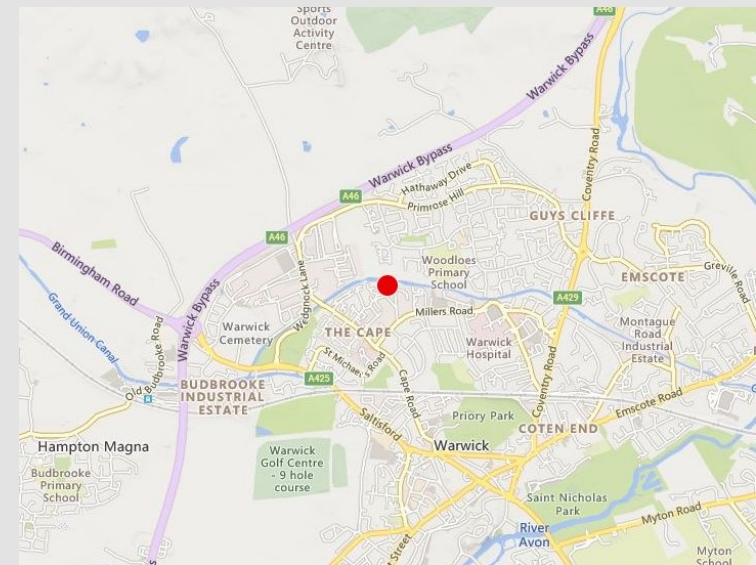 Sports
Outdoor
Activity
Centre
A46
Warwick Bypass
Coventry Road
Warwick Bypass
Hathaway Drive
A46
Primrose Hill
GUYS CLIFFE
A46
Birmingham Road
Woodloes
Primary
School
EMSCOTE
Greville Road
Grand Union Canal
Warwick Bypass
Wedgnock Lane
A429
Millers Road
Warwick
Cemetery
THE CAPE
Montague
Road
Industrial
Estate
Old Budbrooke Road
Warwick
Hospital
St Michael's Road
A425
Cape Road
Coventry Road
BUDBROOKE
INDUSTRIAL
ESTATE
Emscote Road
Saltisford
Priory Park
COTEN END
Hampton Magna
Warwick
Warwick
Golf Centre
- 9 hole
course
Budbrooke
Primary
School
Saint Nicholas
Park
Myton Road
River
Avon
Street
Myton
School